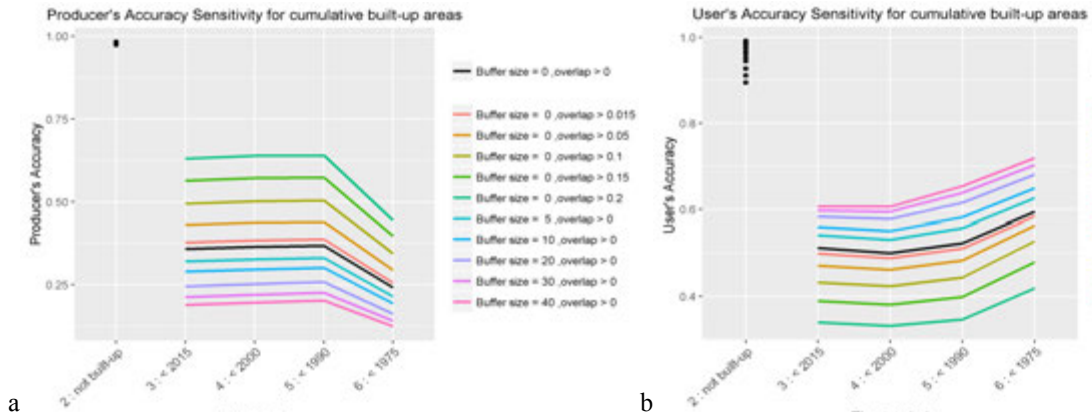 Producer's Accuracy Sensitivity for cumulative built-up areas
Producer's Accuracy
1.00
0.75
0.50
0.25
2 : not built-up
3 : < 2015
4 : < 2000
5 : < 1990
6 : < 1975
Buffer size = 0 ,overlap > 0
Buffer size = 0 ,overlap > 0.015
Buffer size = 0 ,overlap > 0.05
Buffer size = 0 ,overlap > 0.1
Buffer size = 0 ,overlap > 0.15
Buffer size = 0 ,overlap > 0.2
Buffer size = 5 ,overlap > 0
Buffer size = 10 ,overlap > 0
Buffer size = 20 ,overlap > 0
Buffer size = 30 ,overlap > 0
Buffer size = 40 ,overlap > 0
a
User's Accuracy Sensitivity for cumulative built-up areas
User's Accuracy
1.0
0.8
0.6
0.4
2 : not built-up
3 : < 2015
4 : < 2000
5 : < 1990
6 : < 1975
b